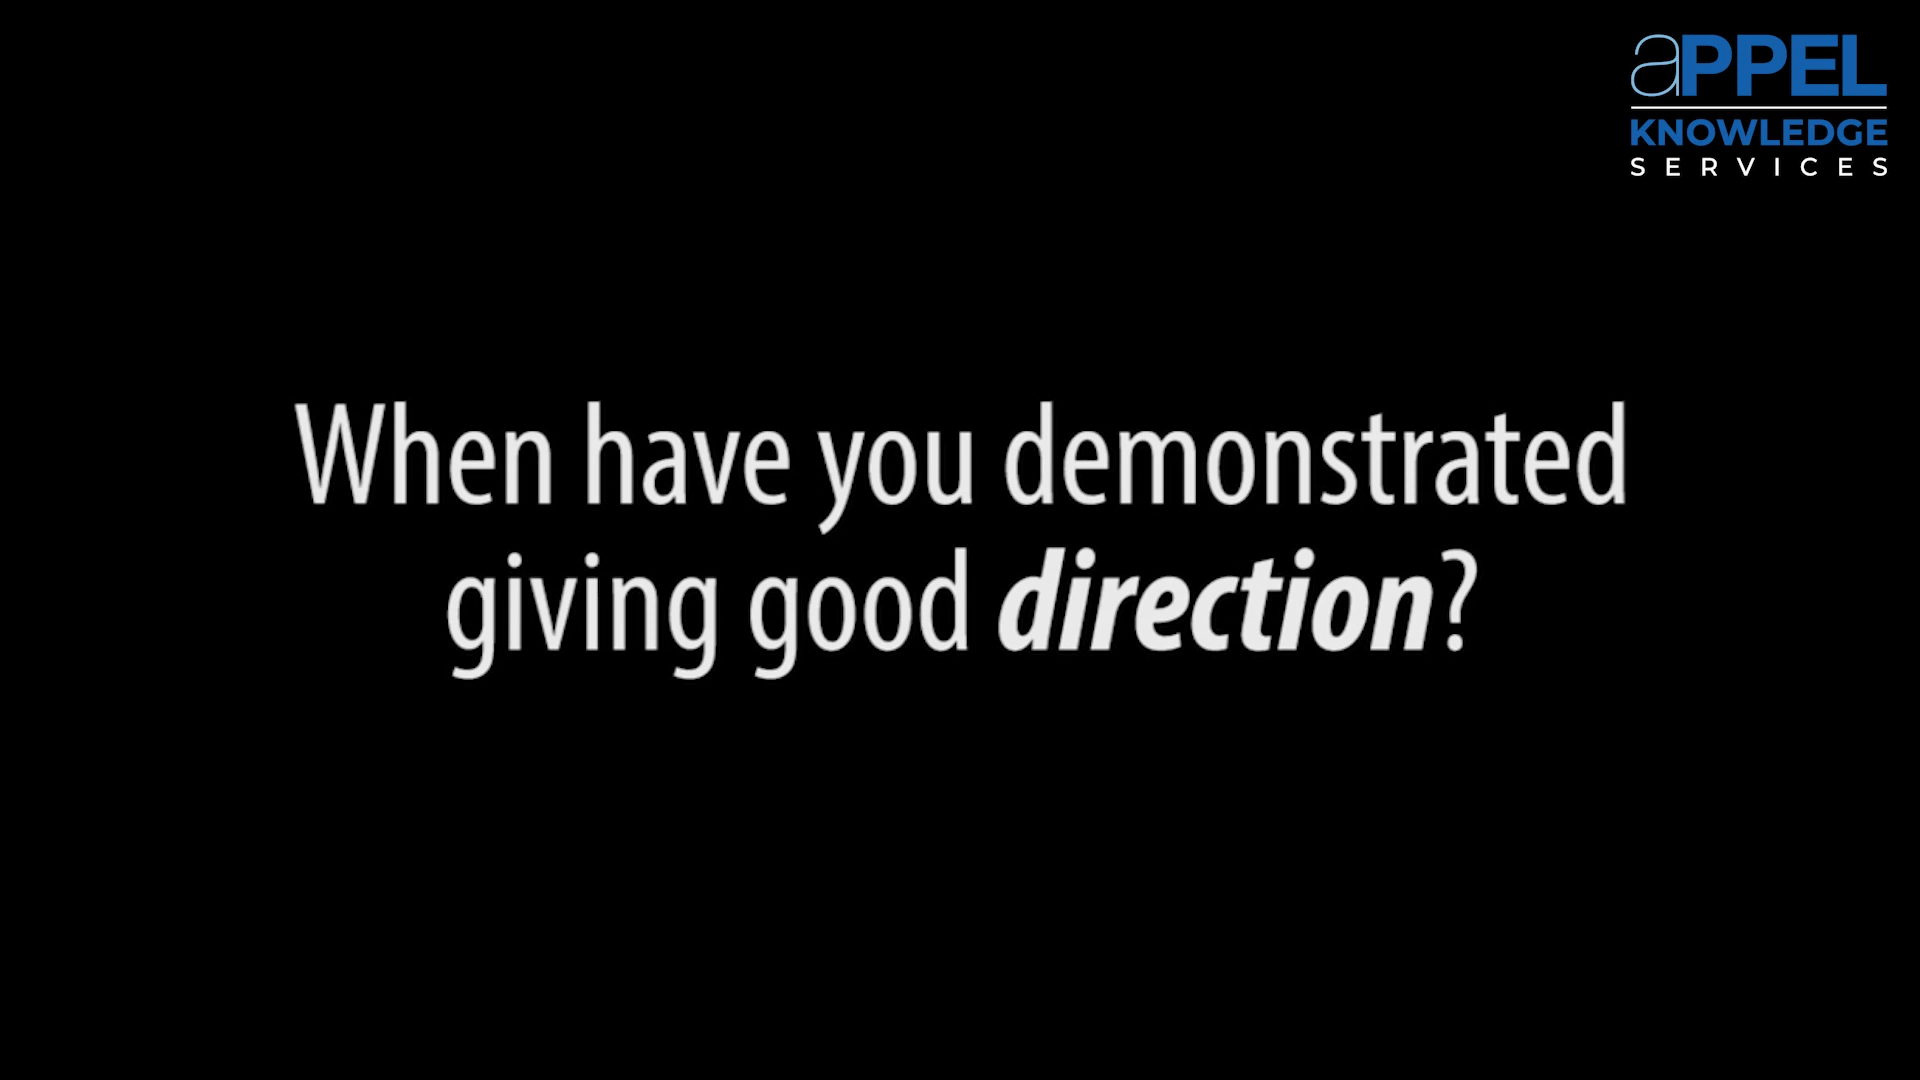 aPPEL
KNOWLEDGE
SERVICES
When have you demonstrated
giving good direction?